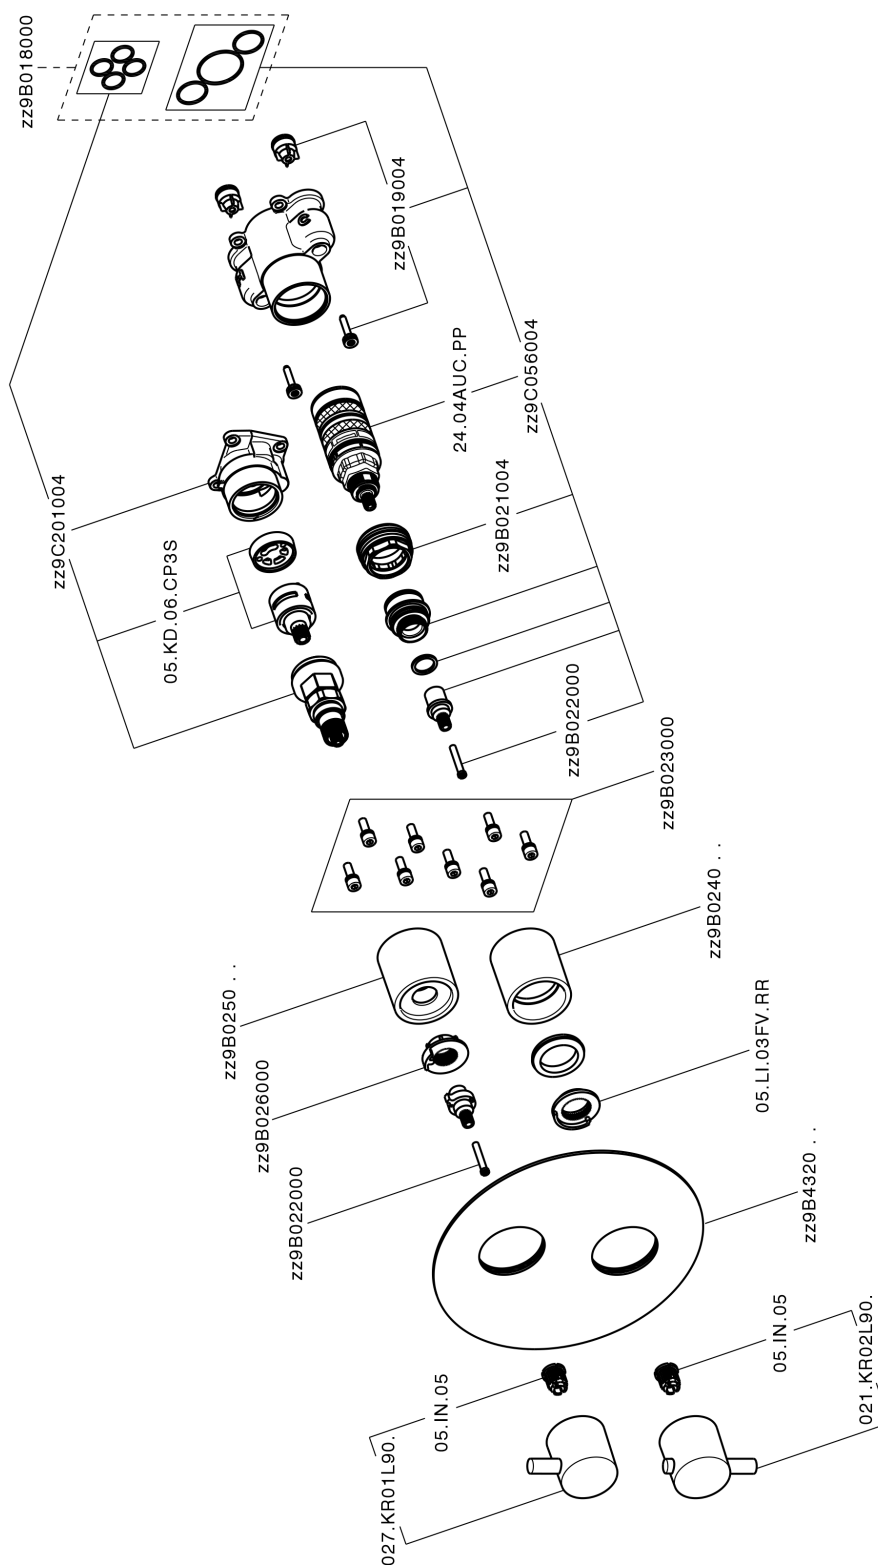 zz9B018000
zz9B019004
24.04AUC.PP
zz9C056004
zz9C201004
zz9B021004
05.KD.06.CP3S
zz9B022000
zz9B023000
zz9B0240 . .
zz9B0250 . .
05.LI.03FV.RR
zz9B026000
zz9B022000
zz9B4320 . .
05.IN.05
05.IN.05
021.KR02L90.
027.KR01L90.